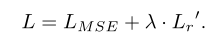 L = L_{MSE} + λ · L_r′.